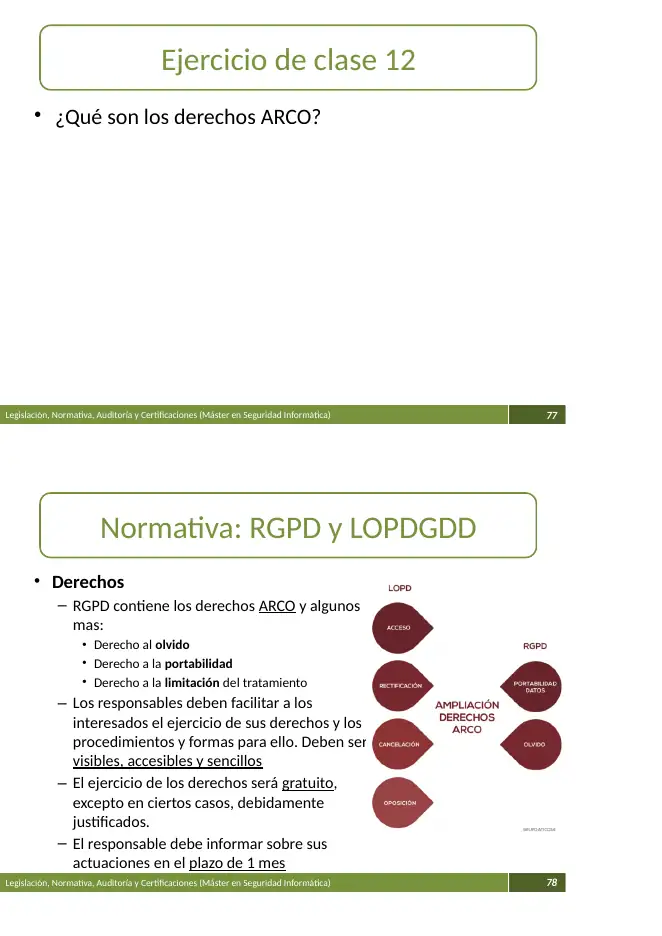 Ejercicio de clase 12
• ¿Qué son los derechos ARCO?
Legislación, Normativa, Auditoría y Certificaciones (Máster en Seguridad Informática)
77
Normativa: RGPD y LOPDGDD
• Derechos
– RGPD contiene los derechos ARCO y algunos
mas:
• Derecho al olvido
• Derecho a la portabilidad
• Derecho a la limitación del tratamiento
– Los responsables deben facilitar a los
interesados el ejercicio de sus derechos y los
procedimientos y formas para ello. Deben ser
visibles, accesibles y sencillos
– El ejercicio de los derechos será gratuito,
excepto en ciertos casos, debidamente
justificados.
– El responsable debe informar sobre sus
actuaciones en el plazo de 1 mes
LOPD
ACCESO
RECTIFICACIÓN
CANCELACIÓN
OPOSICIÓN
AMPLIACIÓN
DERECHOS
ARCO
RGPD
PORTABILIDAD
DATOS
OLVIDO
Legislación, Normativa, Auditoría y Certificaciones (Máster en Seguridad Informática)
78